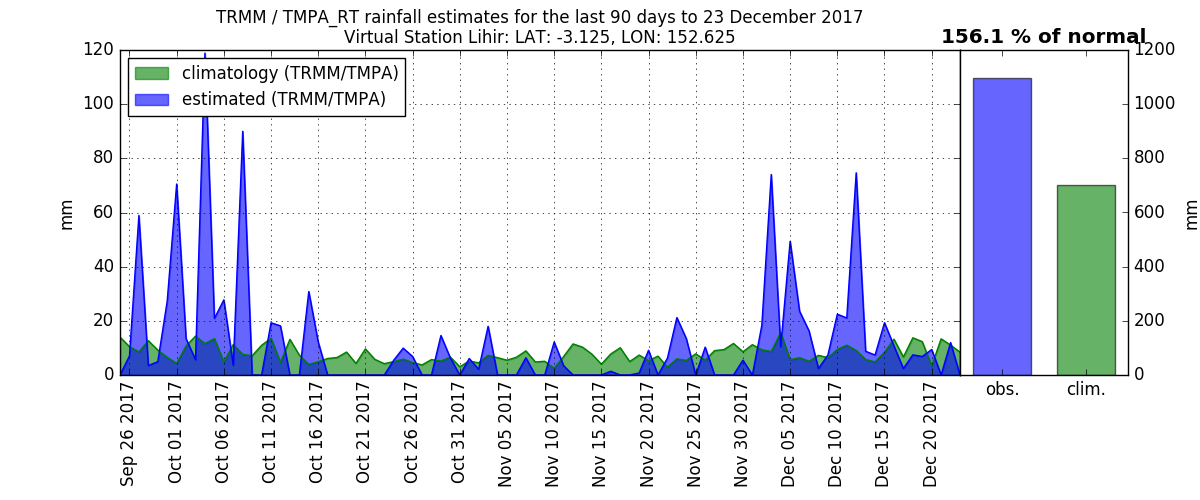 TRMM / TMPA_RT rainfall estimates for the last 90 days to 23 December 2017
Virtual Station Lihir: LAT: -3.125, LON: 152.625
156.1 % of normal
climatology (TRMM/TMPA)
estimated (TRMM/TMPA)
mm
120
100
80
60
40
20
0
Sep 26 2017
Oct 01 2017
Oct 06 2017
Oct 11 2017
Oct 16 2017
Oct 21 2017
Oct 26 2017
Oct 31 2017
Nov 05 2017
Nov 10 2017
Nov 15 2017
Nov 20 2017
Nov 25 2017
Nov 30 2017
Dec 05 2017
Dec 10 2017
Dec 15 2017
Dec 20 2017
obs.
clim.
1200
1000
800
600
400
200
0
mm